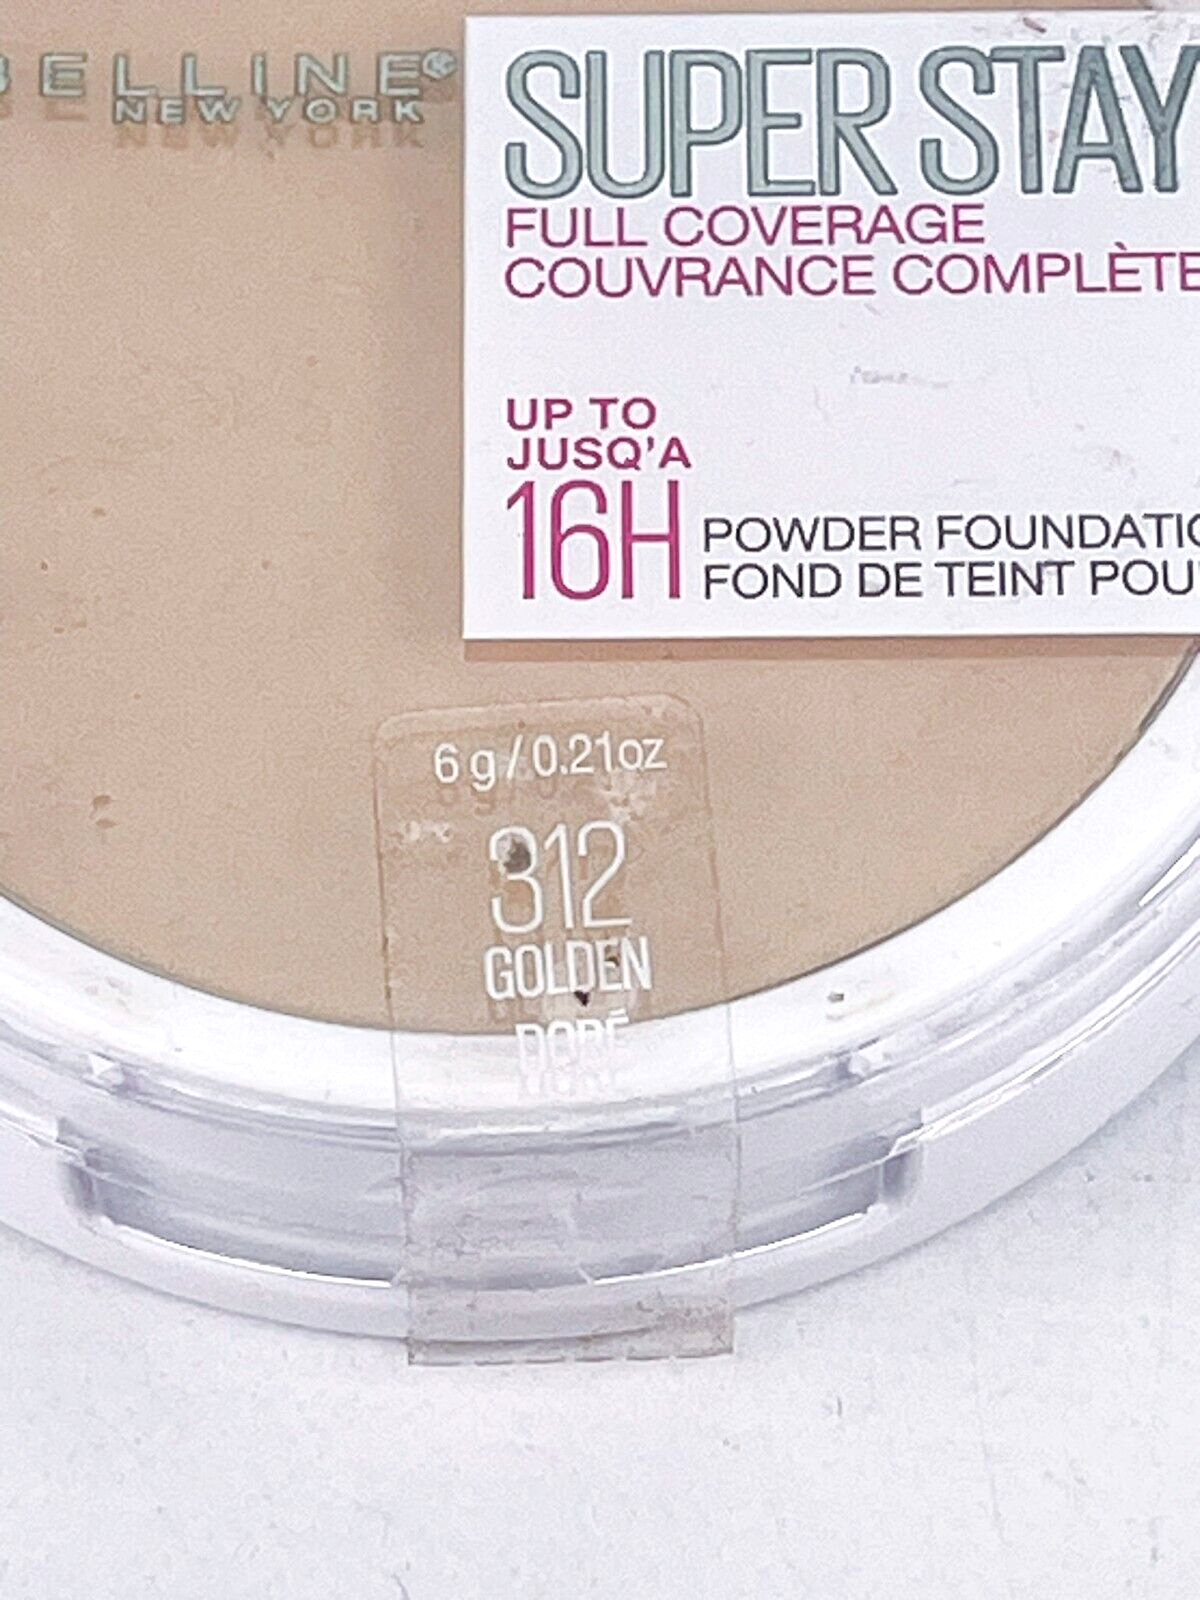 BELLINE®
NEW YORK
SUPER STAY
FULL COVERAGE
COUVRANCE COMPLÈTE
UP TO
JUSQ'A
16H
POWDER FOUNDATIO
FOND DE TEINT POU
6 g / 0.21oz
312
GOLDEN
DORÉ